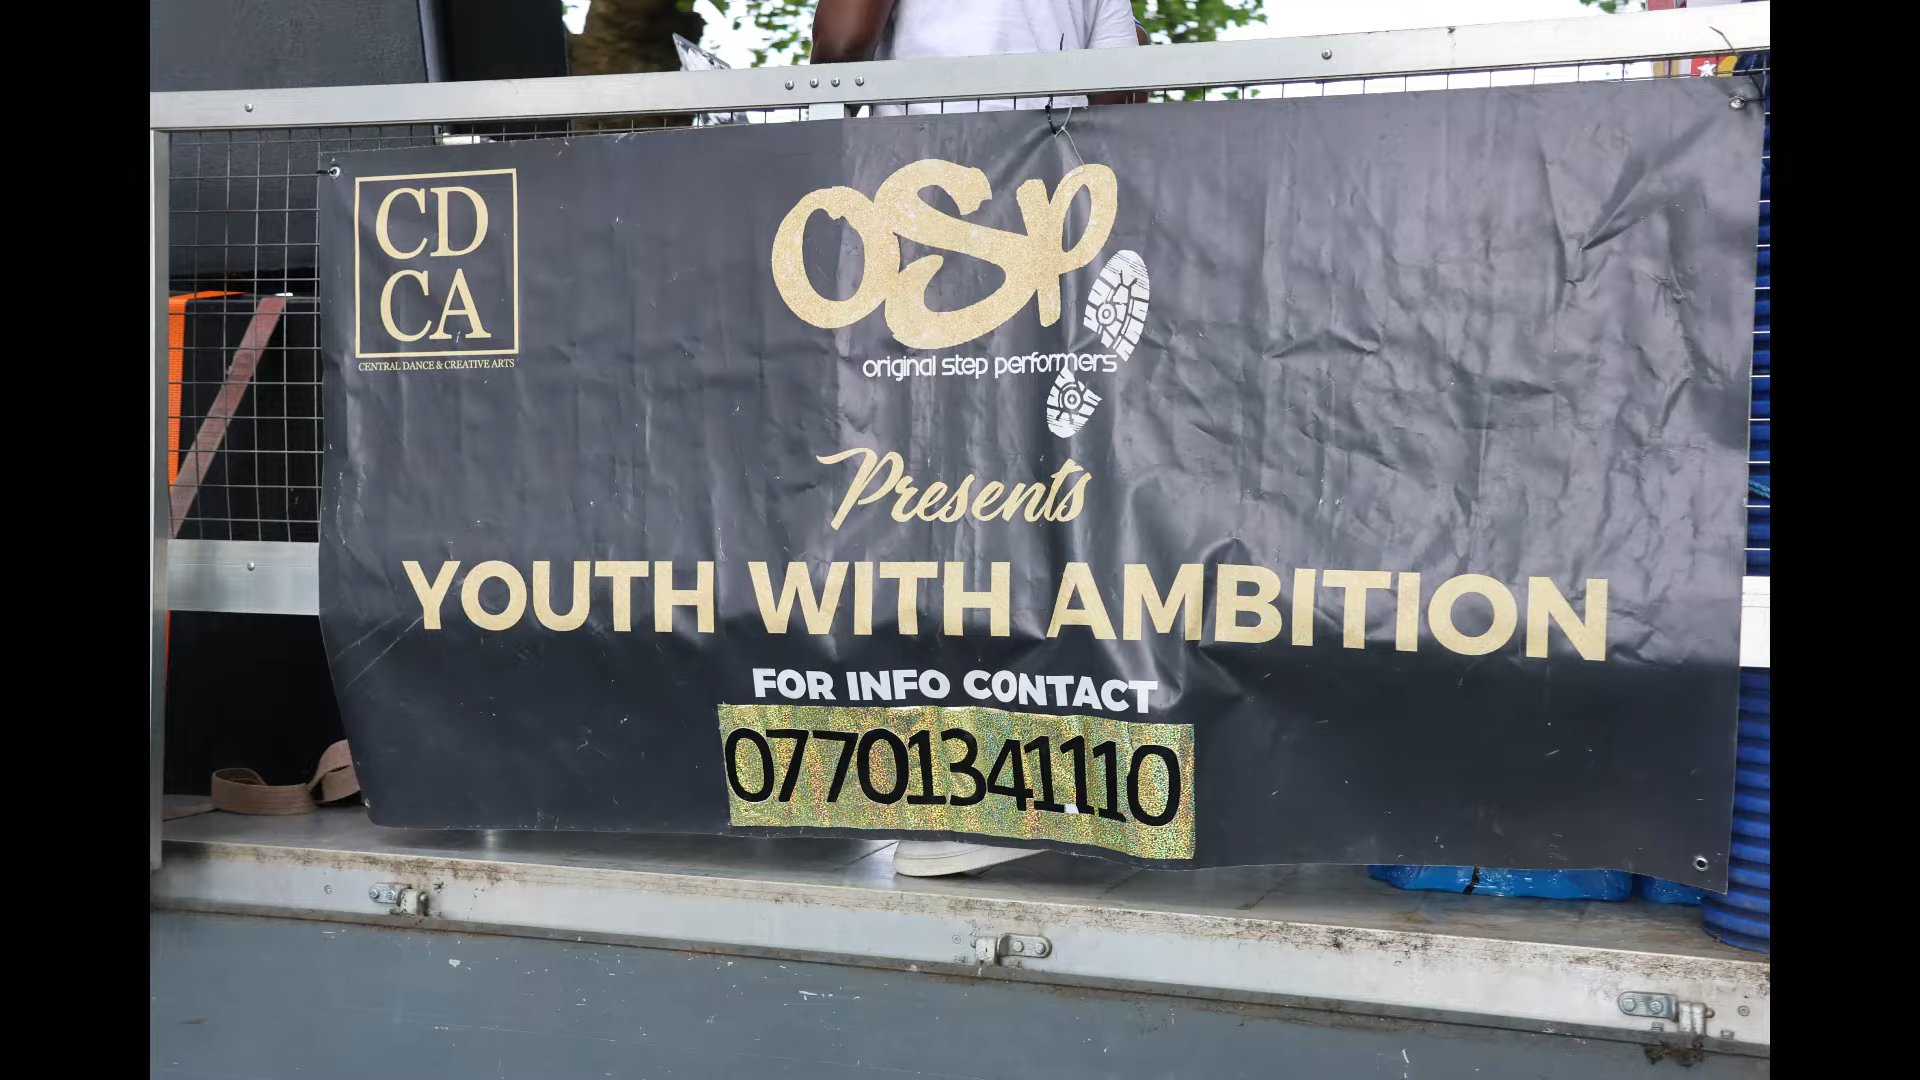 CD
CA
CENTRAL DANCE & CREATIVE ARTS
OSP
original step performers
Presents
YOUTH WITH AMBITION
FOR INFO CONTACT
07701341110